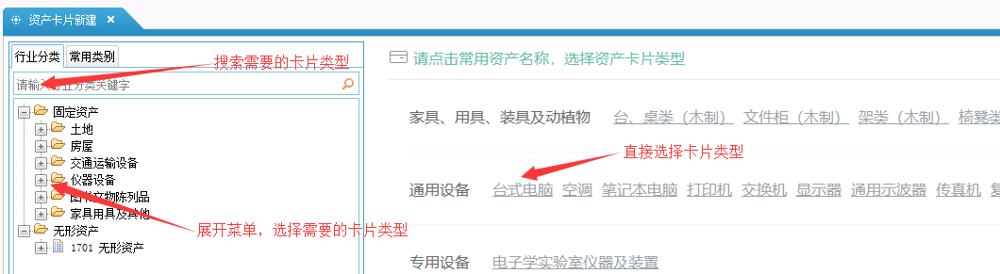 资产卡片新建
行业分类 常用类别
搜索需要的卡片类型
请输入行业分类关键字
固定资产
土地
房屋
交通运输设备
仪器设备
图书文物陈列品
家具用具及其他
无形资产
1701 无形资产
展开菜单，选择需要的卡片类型
请点击常用资产名称，选择资产卡片类型
家具、用具、装具及动植物 台、桌类（木制） 文件柜（木制） 架类（木制） 椅凳类
直接选择卡片类型
通用设备 台式电脑 空调 笔记本电脑 打印机 交换机 显示器 通用示波器 传真机
专用设备 电子学实验室仪器及装置